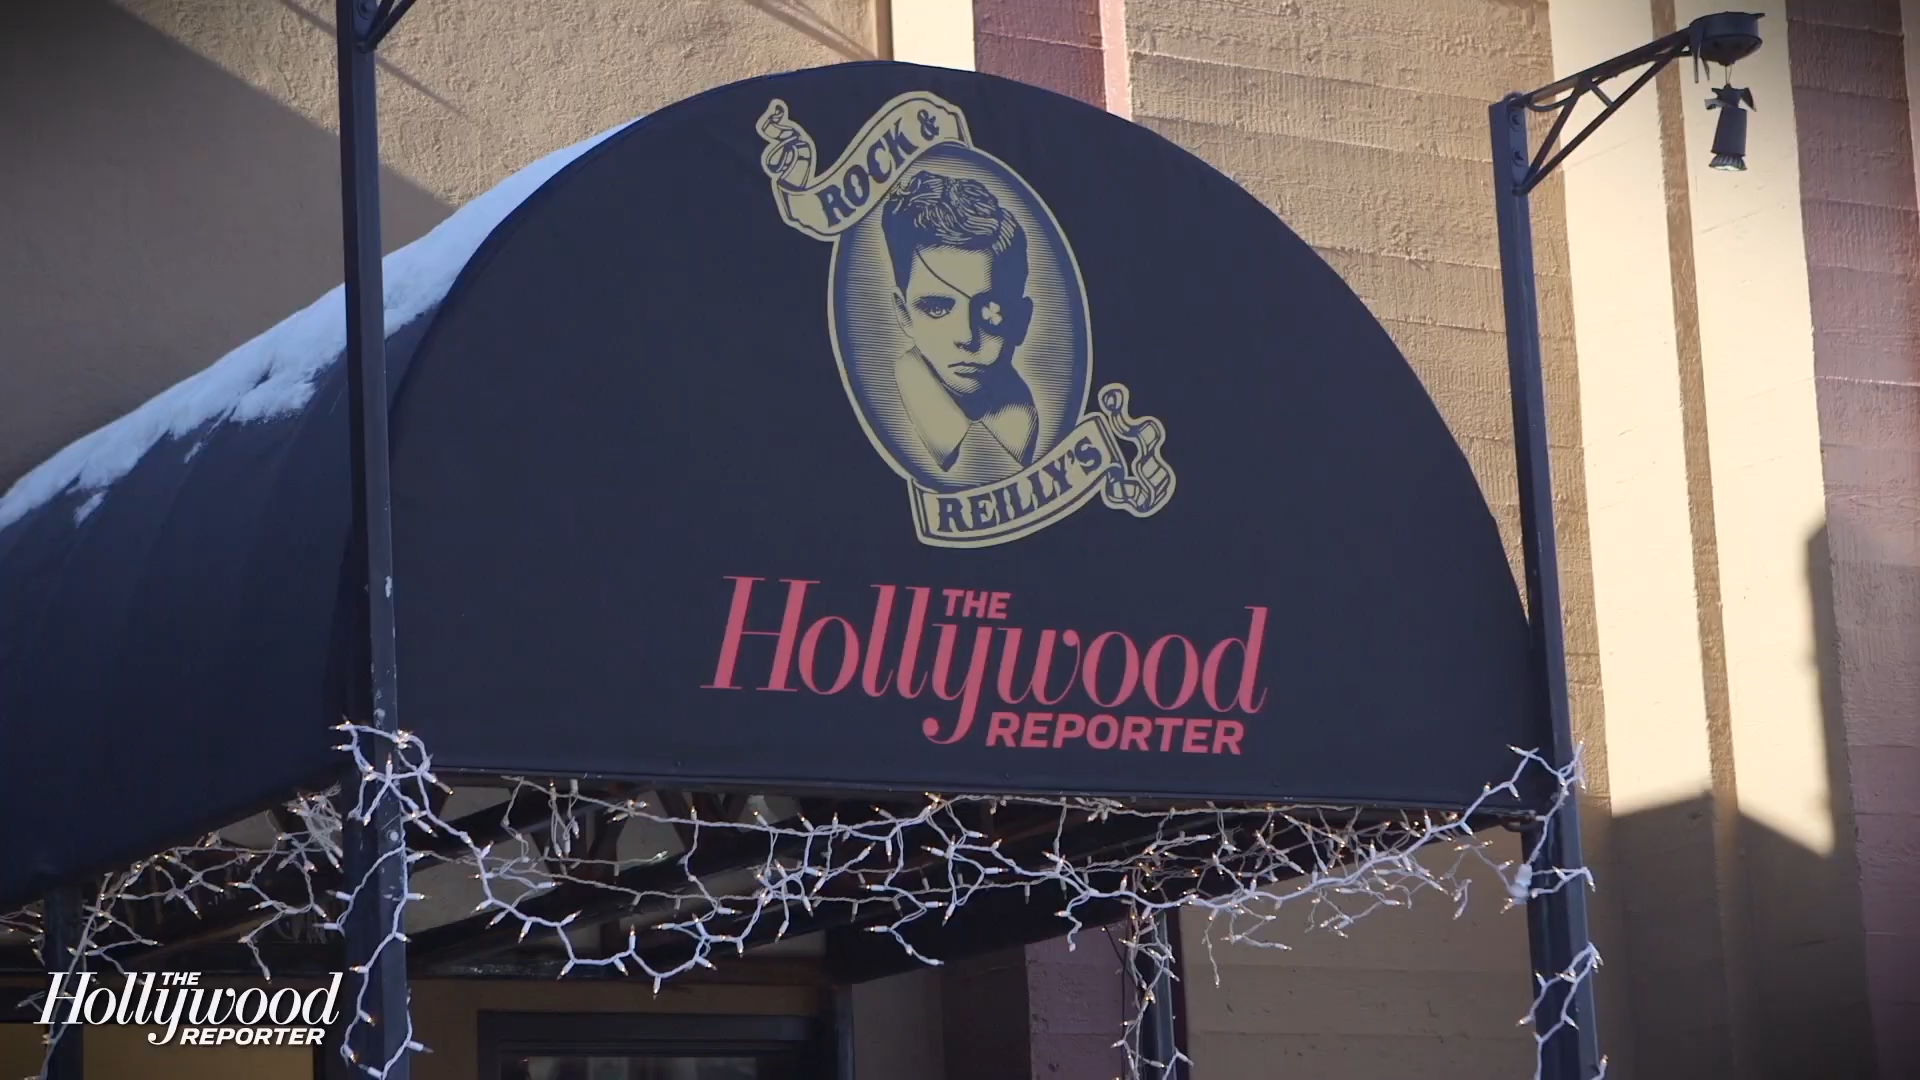 ROCK &
REILLY'S
THE
Hollywood
REPORTER
THE
Hollywood
REPORTER